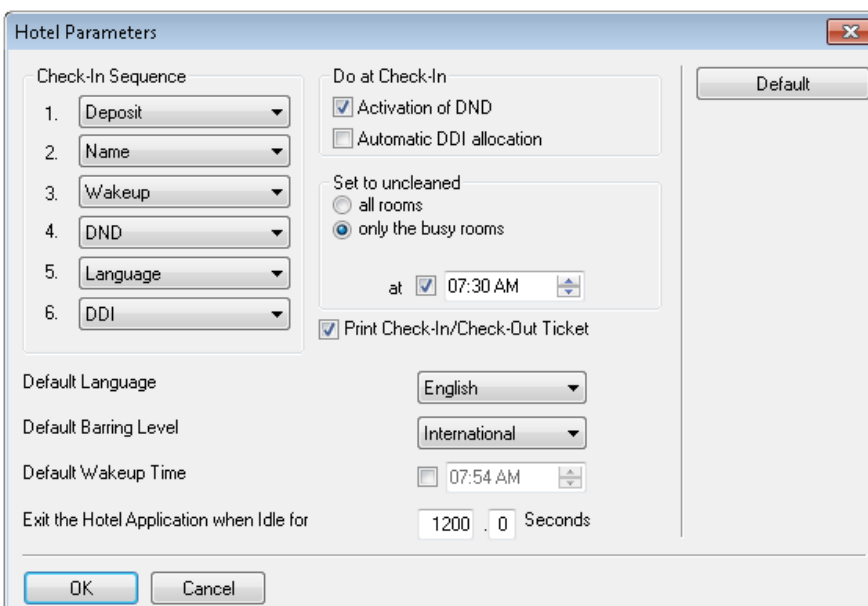 Hotel Parameters
Check-In Sequence
1. Deposit
2. Name
3. Wakeup
4. DND
5. Language
6. DDI
Do at Check-In
Activation of DND
Automatic DDI allocation
Set to uncleaned
all rooms
only the busy rooms
at 07:30 AM
Print Check-In/Check-Out Ticket
Default
Default Language English
Default Barring Level International
Default Wakeup Time 07:54 AM
Exit the Hotel Application when Idle for 1200 . 0 Seconds
OK Cancel